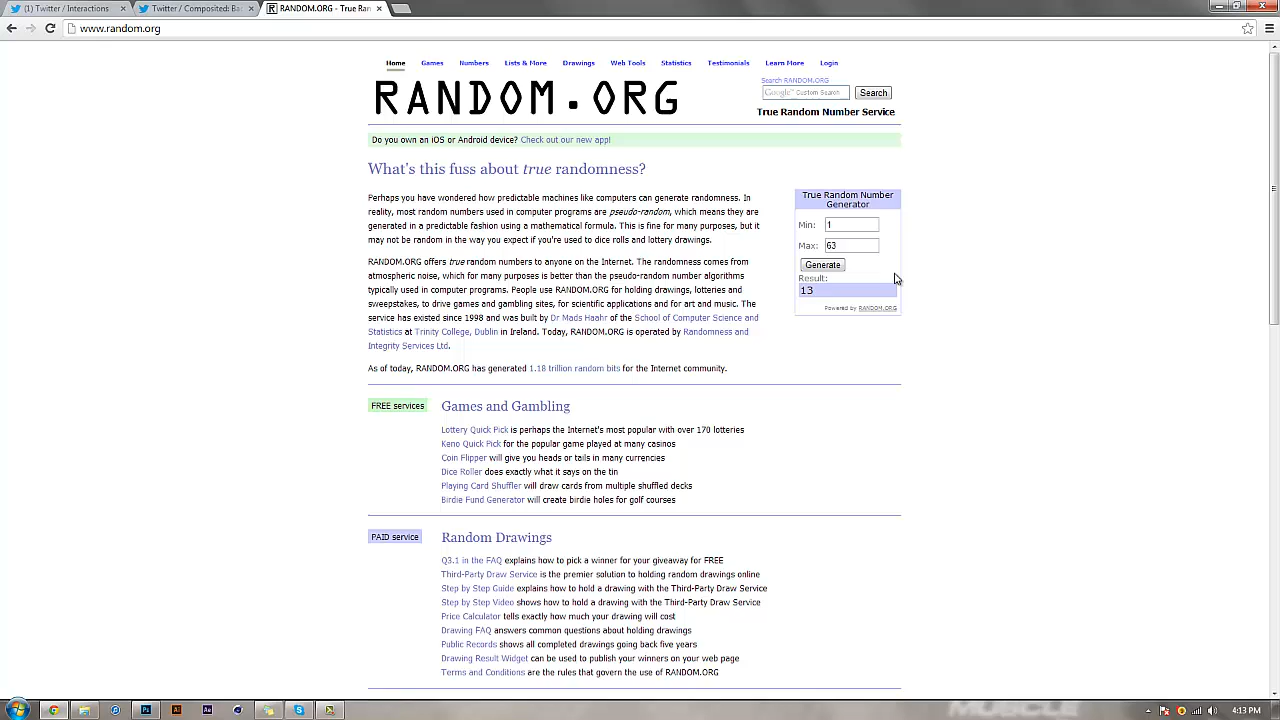 (1) Twitter / Interactions
Twitter / Composited: Ba
RANDOM.ORG - True Ran
www.random.org
Home Games Numbers Lists & More Drawings Web Tools Statistics Testimonials Learn More Login
Search RANDOM.ORG
RANDOM.ORG
Google™ Custom Search Search
True Random Number Service
Do you own an iOS or Android device? Check out our new app!
What's this fuss about true randomness?
Perhaps you have wondered how predictable machines like computers can generate randomness. In
reality, most random numbers used in computer programs are pseudo-random, which means they are
generated in a predictable fashion using a mathematical formula. This is fine for many purposes, but it
may not be random in the way you expect if you're used to dice rolls and lottery drawings.
RANDOM.ORG offers true random numbers to anyone on the Internet. The randomness comes from
atmospheric noise, which for many purposes is better than the pseudo-random number algorithms
typically used in computer programs. People use RANDOM.ORG for holding drawings, lotteries and
sweepstakes, to drive games and gambling sites, for scientific applications and for art and music. The
service has existed since 1998 and was built by Dr Mads Haahr of the School of Computer Science and
Statistics at Trinity College, Dublin in Ireland. Today, RANDOM.ORG is operated by Randomness and
Integrity Services Ltd.
As of today, RANDOM.ORG has generated 1.18 trillion random bits for the Internet community.
True Random Number
Generator
Min: 1
Max: 63
Generate
Result:
13
Powered by RANDOM.ORG
FREE services
Games and Gambling
Lottery Quick Pick is perhaps the Internet's most popular with over 170 lotteries
Keno Quick Pick for the popular game played at many casinos
Coin Flipper will give you heads or tails in many currencies
Dice Roller does exactly what it says on the tin
Playing Card Shuffler will draw cards from multiple shuffled decks
Birdie Fund Generator will create birdie holes for golf courses
PAID service
Random Drawings
Q3.1 in the FAQ explains how to pick a winner for your giveaway for FREE
Third-Party Draw Service is the premier solution to holding random drawings online
Step by Step Guide explains how to hold a drawing with the Third-Party Draw Service
Step by Step Video shows how to hold a drawing with the Third-Party Draw Service
Price Calculator tells exactly how much your drawing will cost
Drawing FAQ answers common questions about holding drawings
Public Records shows all completed drawings going back five years
Drawing Result Widget can be used to publish your winners on your web page
Terms and Conditions are the rules that govern the use of RANDOM.ORG
Ps Ai Ae
MUSCLE
4:13 PM